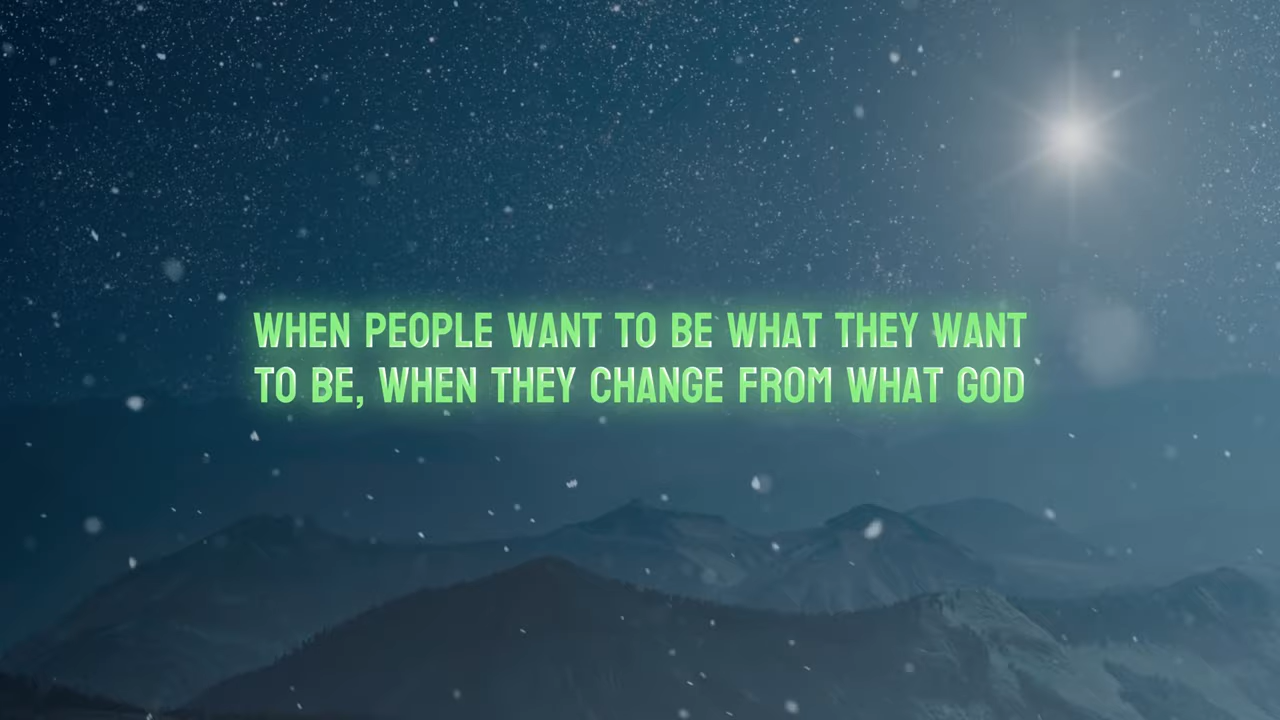 WHEN PEOPLE WANT TO BE WHAT THEY WANT
TO BE, WHEN THEY CHANGE FROM WHAT GOD